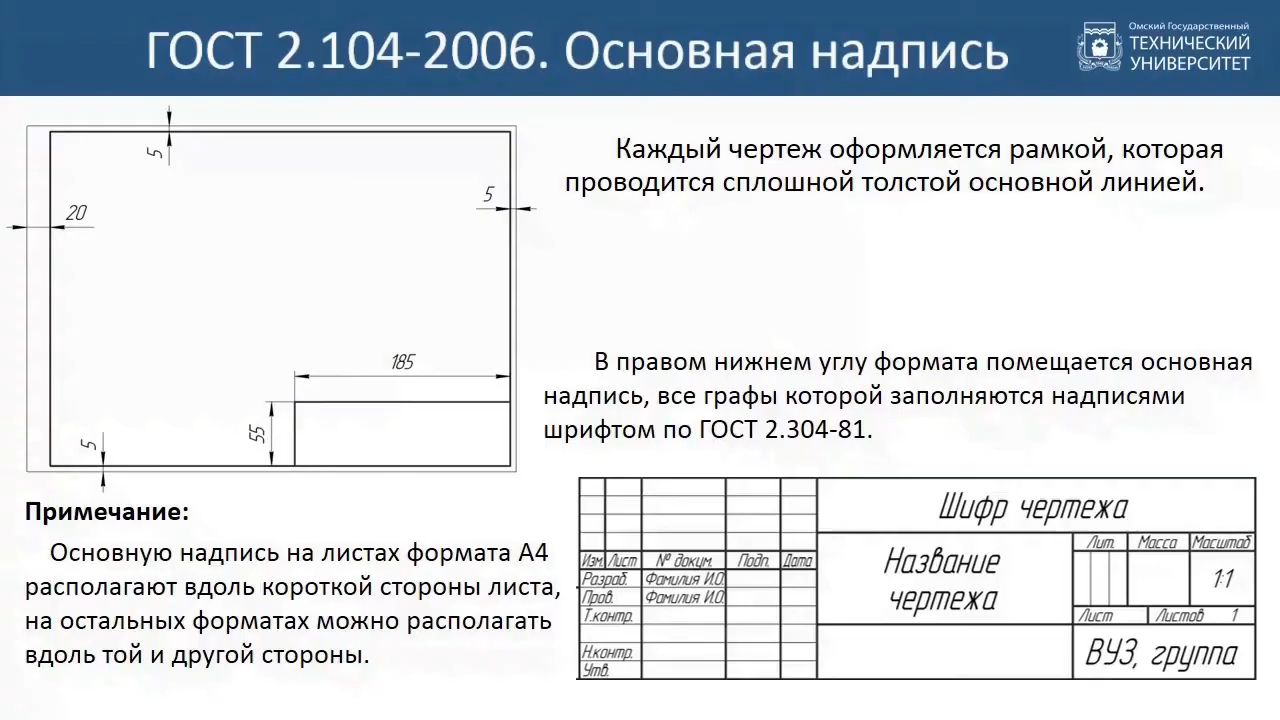 ГОСТ 2.104-2006. Основная надпись
Омский Государственный
ТЕХНИЧЕСКИЙ
УНИВЕРСИТЕТ
5
20
5
185
55
5
Каждый чертеж оформляется рамкой, которая
проводится сплошной толстой основной линией.
В правом нижнем углу формата помещается основная
надпись, все графы которой заполняются надписями
шрифтом по ГОСТ 2.304-81.
Примечание:
Основную надпись на листах формата А4
располагают вдоль короткой стороны листа,
на остальных форматах можно располагать
вдоль той и другой стороны.
Шифр чертежа
Изм. Лист № докум. Подп. Дата
Разраб. Фамилия И.О.
Пров. Фамилия И.О.
Т.контр.
Н.контр.
Утв.
Название
чертежа
Лит. Масса Масштаб
1:1
Лист Листов 1
ВУЗ, группа